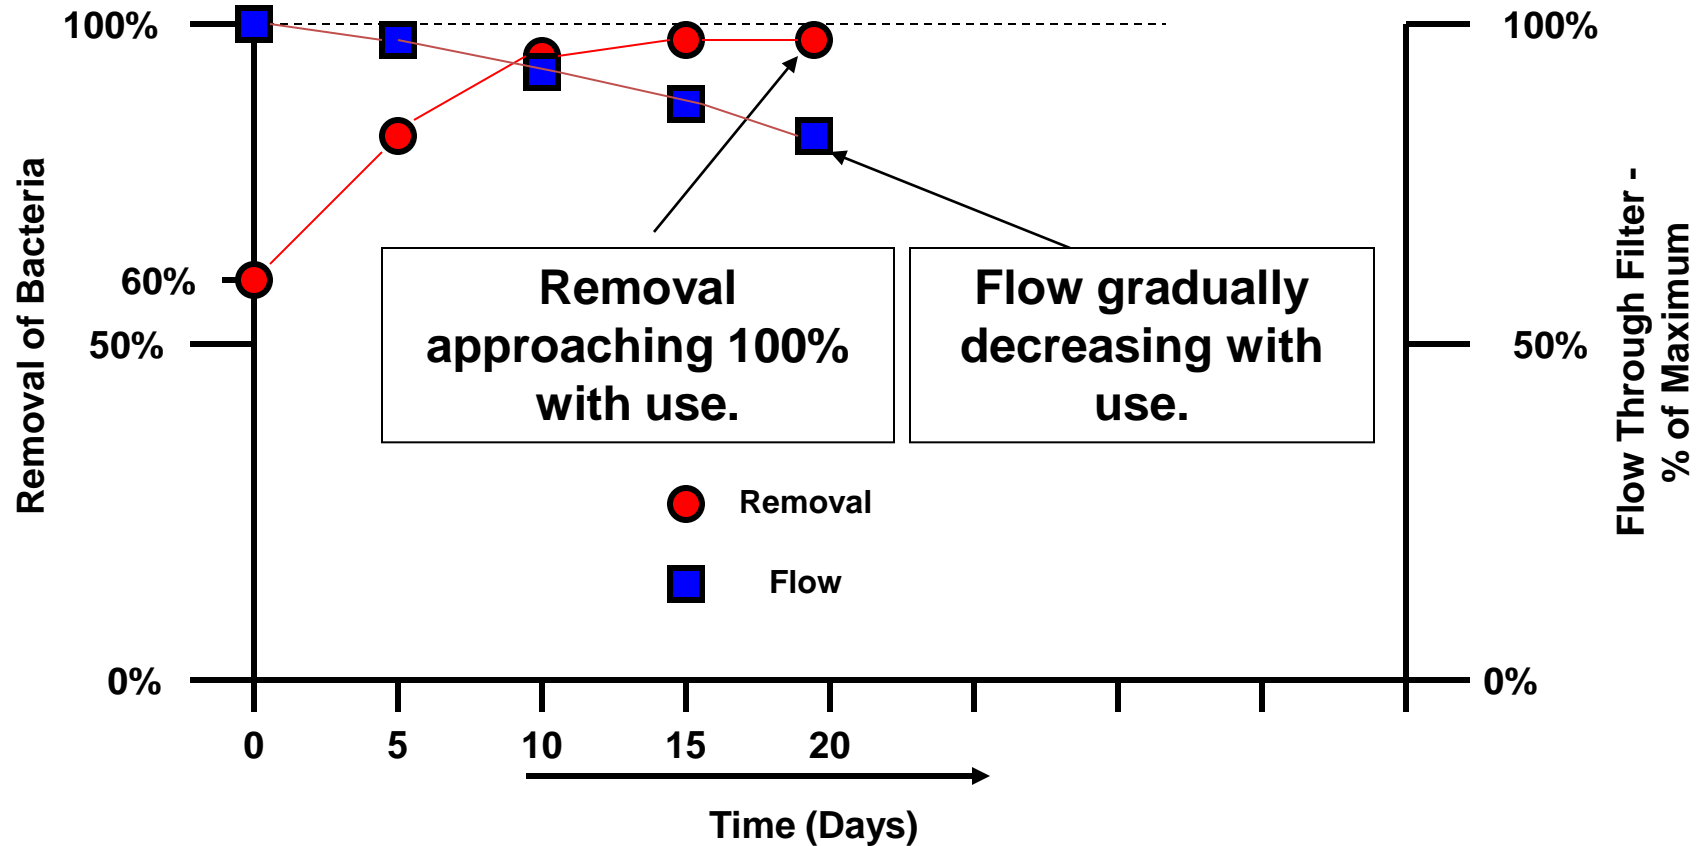 100%
100%
Removal of Bacteria
Flow Through Filter -
% of Maximum
60%
50%
50%
Removal
approaching 100%
with use.
Flow gradually
decreasing with
use.
Removal
Flow
0%
0%
0
5
10
15
20
Time (Days)